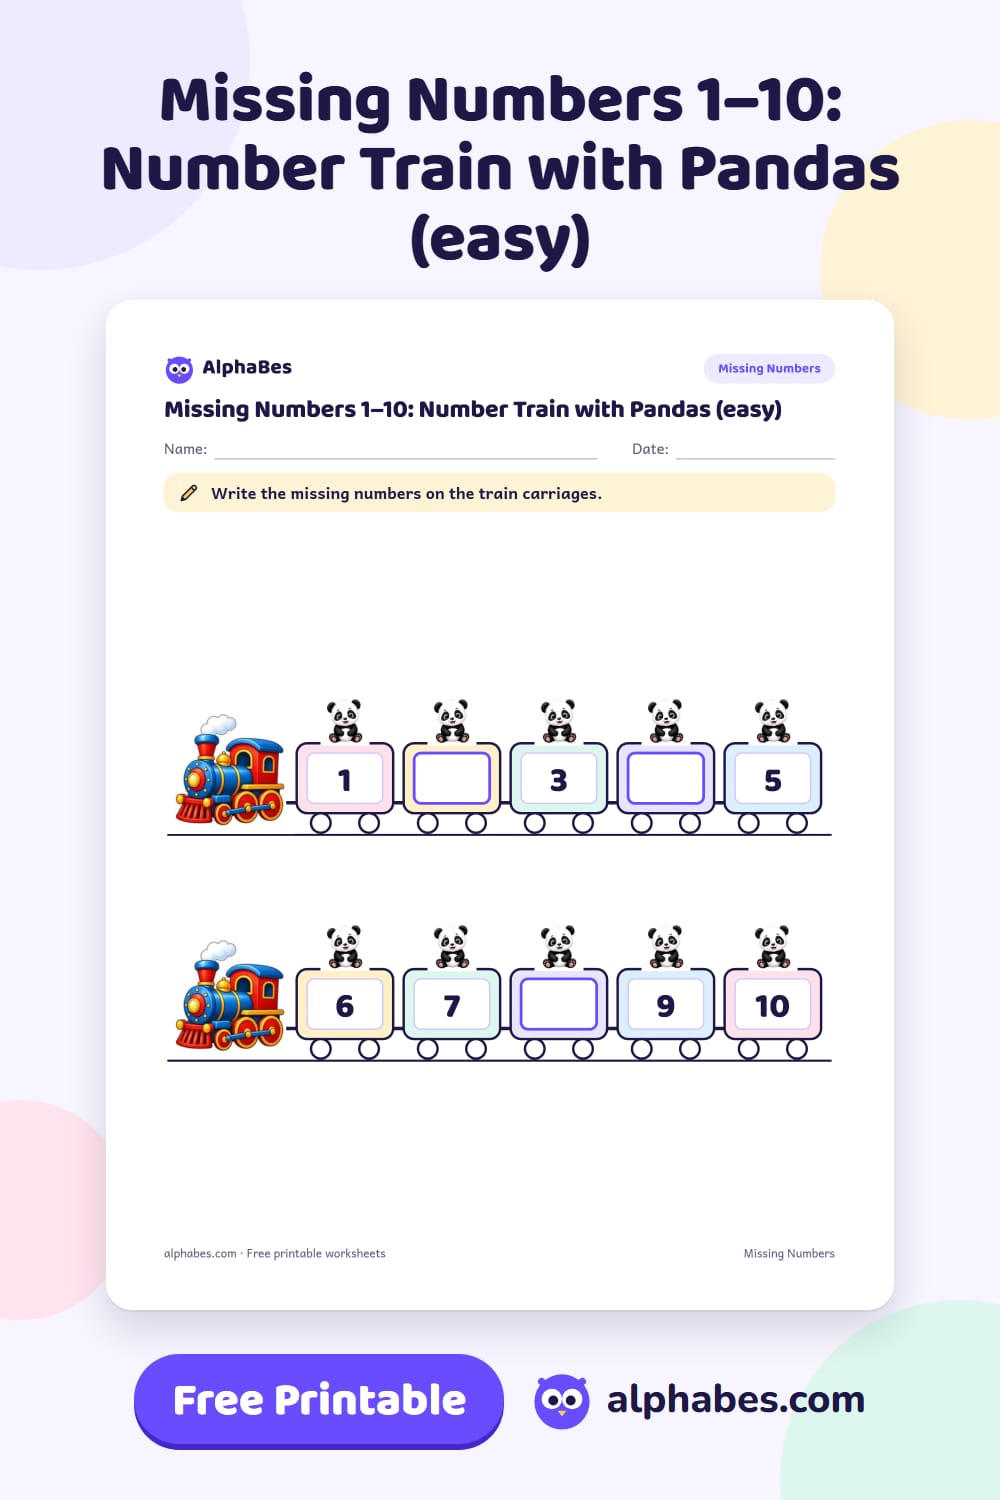 Missing Numbers 1–10:
Number Train with Pandas
(easy)
AlphaBes
Missing Numbers
Missing Numbers 1–10: Number Train with Pandas (easy)
Name:
Date:
Write the missing numbers on the train carriages.
1 3 5
6 7 9 10
alphabes.com · Free printable worksheets
Missing Numbers
Free Printable
alphabes.com